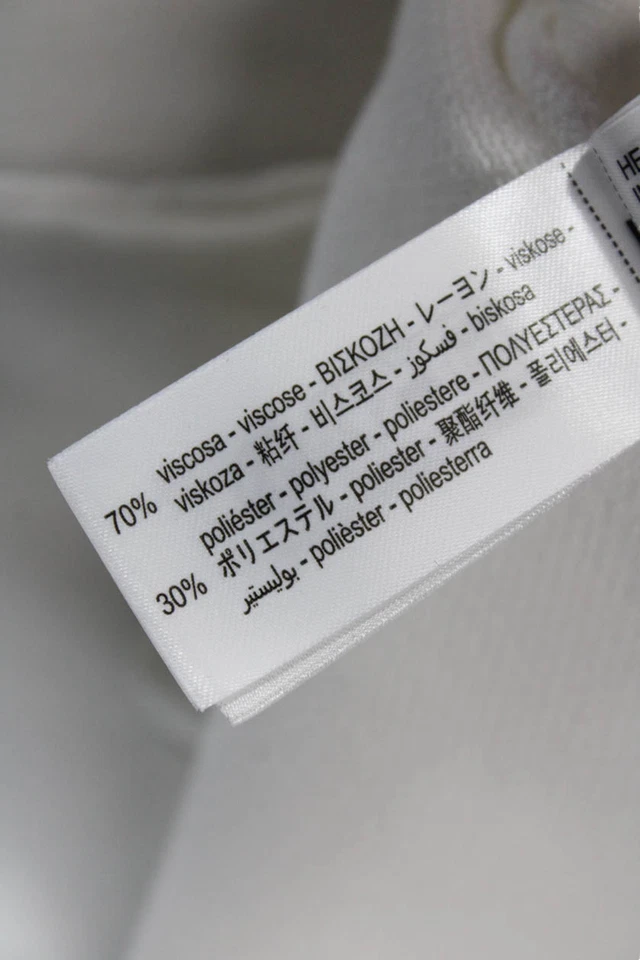 70% viscosa - viscose - ΒΙΣΚΟΖΗ - レーヨン - viskose -
viskoza - 粘纤 - 비스코스 - فسكوز - biskosa
30% poliéster - polyester - poliestere - ΠΟΛΥΕΣΤΕΡΑΣ -
ポリエステル - poliester - 聚酯纤维 - 폴리에스터 -
بوليستير - polièster - poliesterra
HE